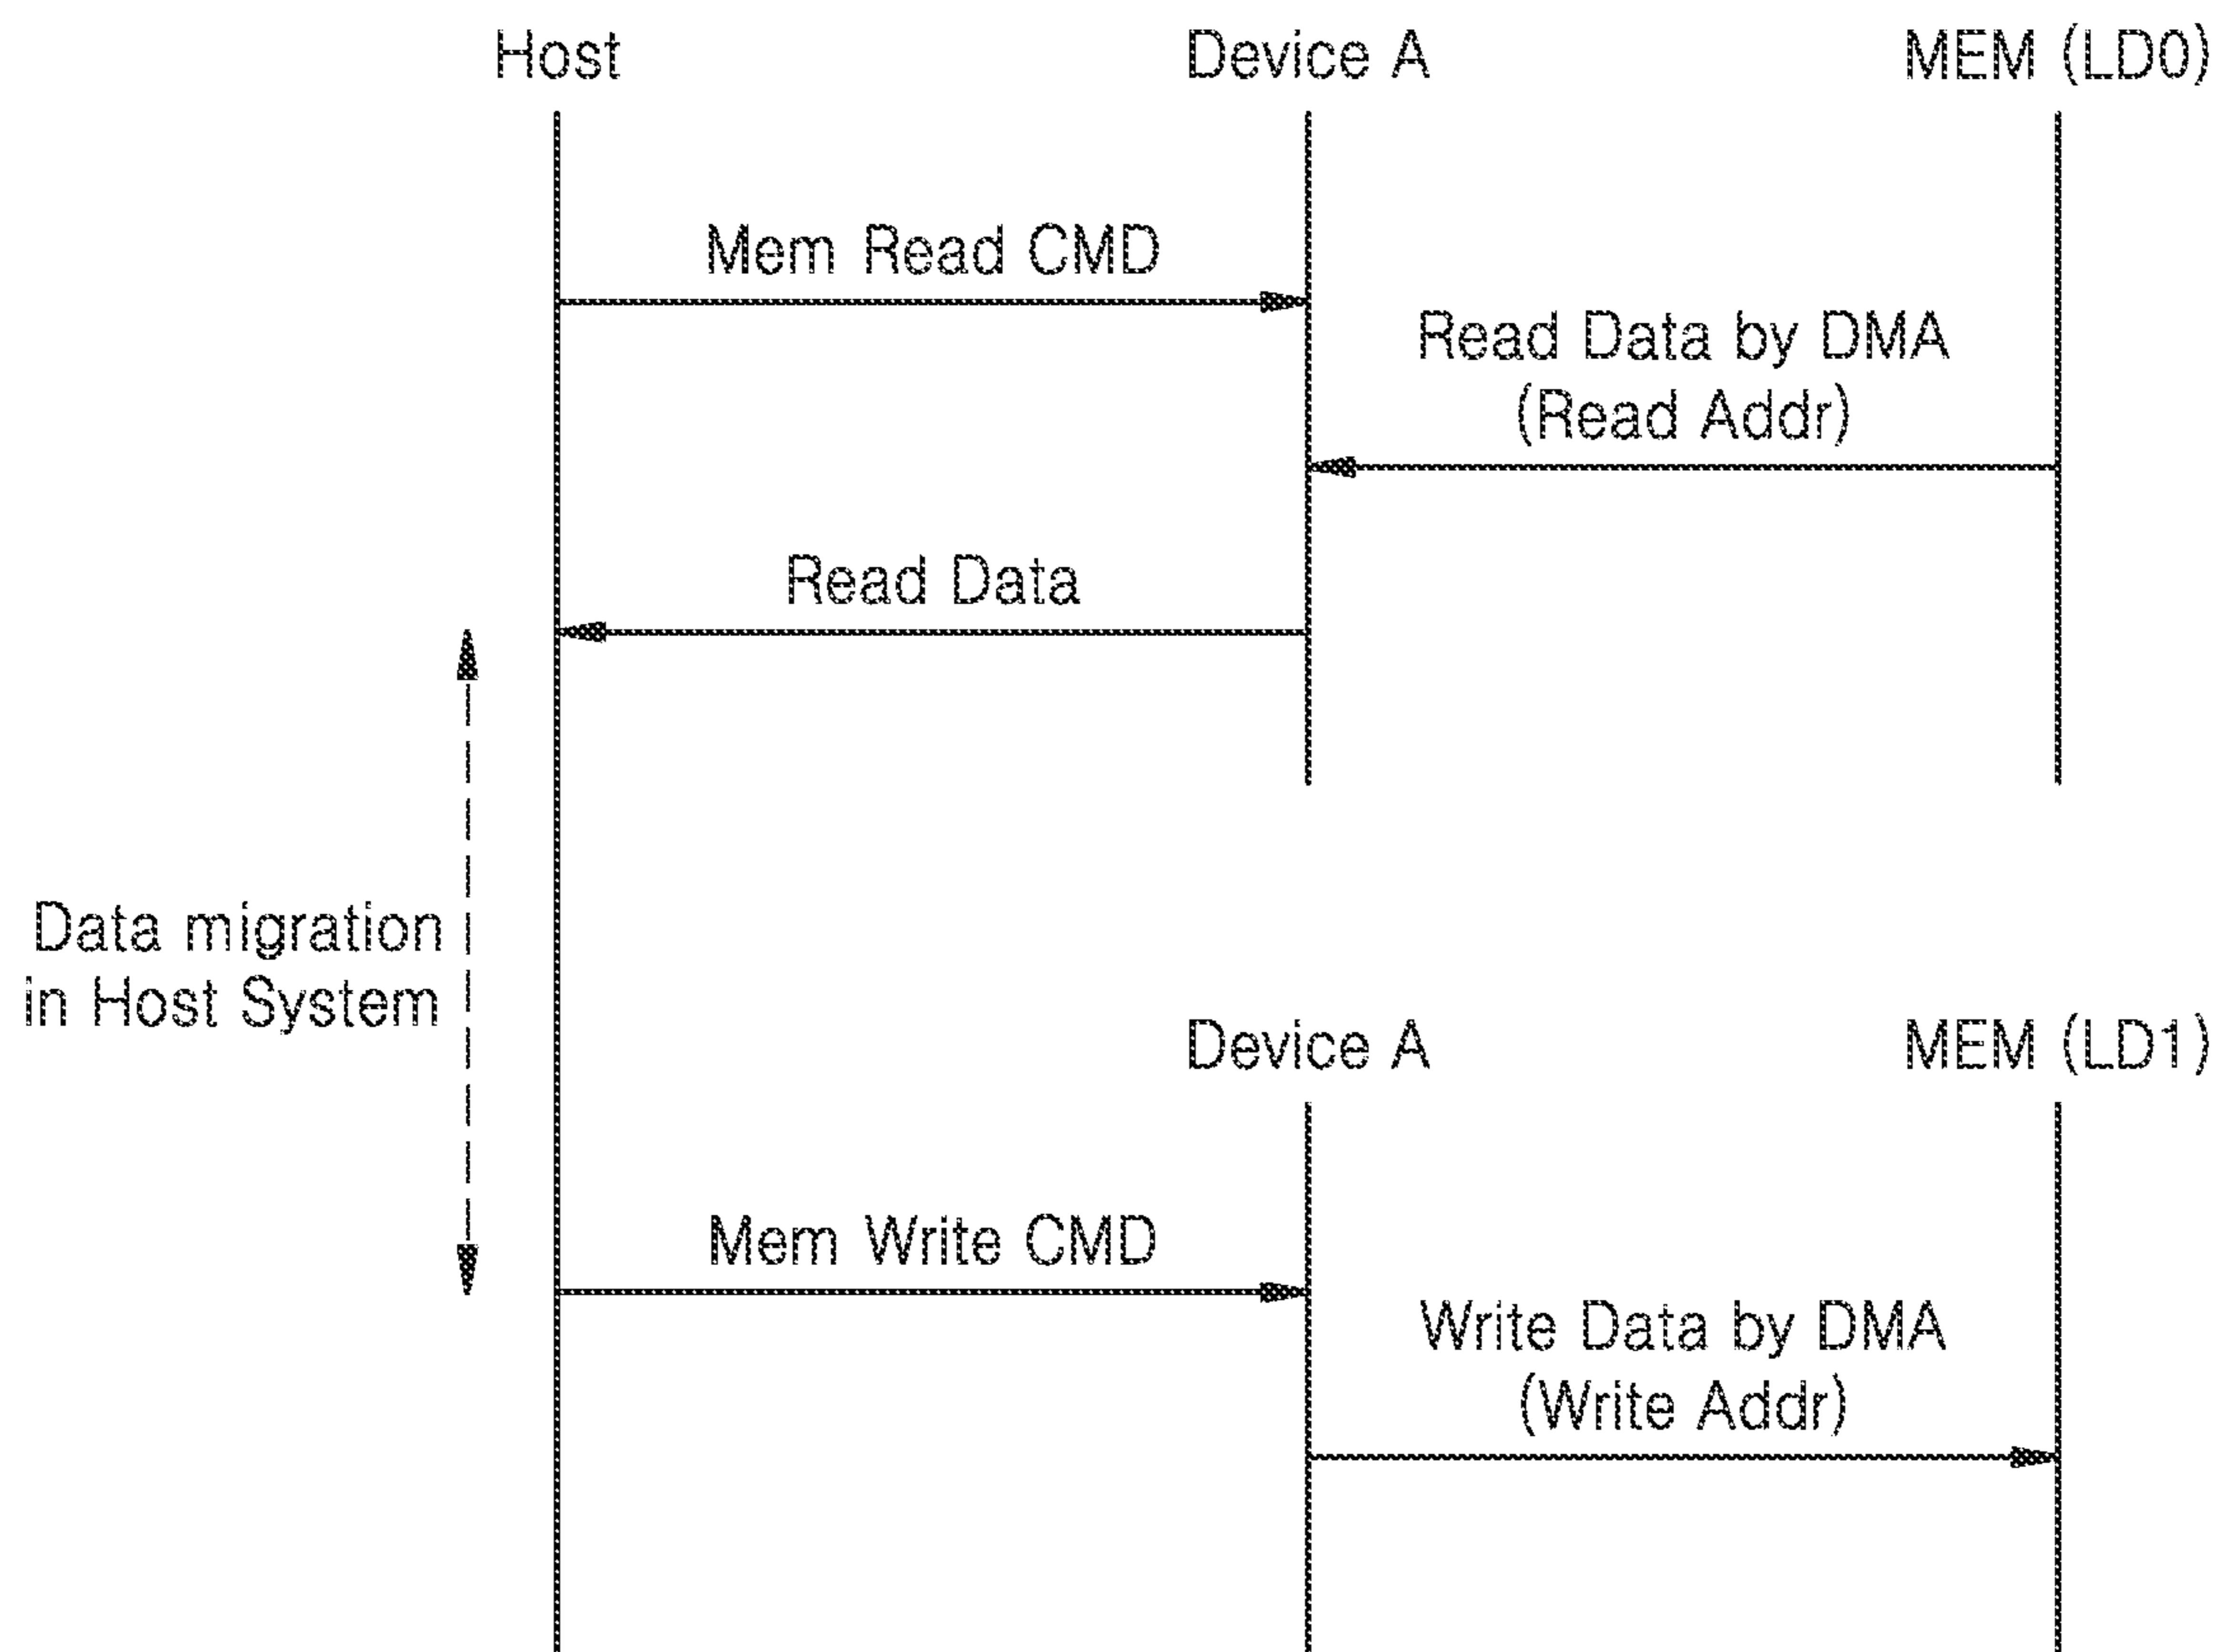 Host
Device A
MEM (LD0)
Mem Read CMD
Read Data by DMA
(Read Addr)
Read Data
Data migration
in Host System
Device A
MEM (LD1)
Mem Write CMD
Write Data by DMA
(Write Addr)